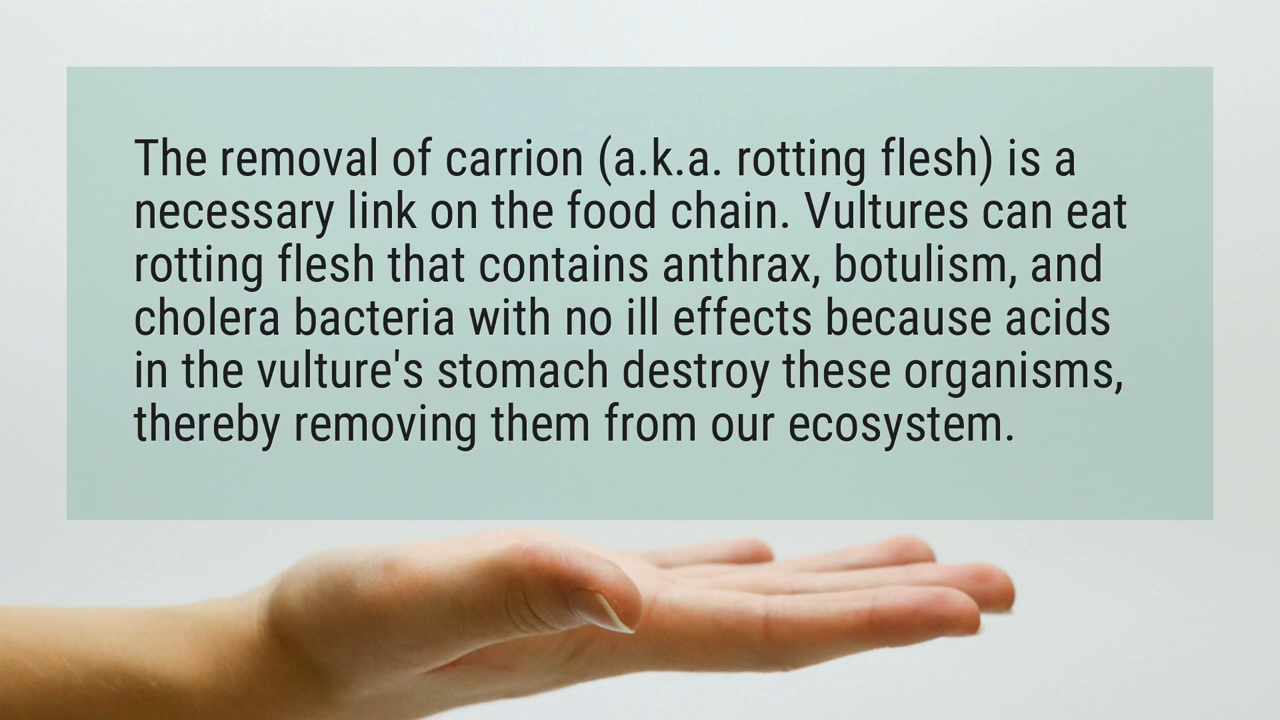 The removal of carrion (a.k.a. rotting flesh) is a
necessary link on the food chain. Vultures can eat
rotting flesh that contains anthrax, botulism, and
cholera bacteria with no ill effects because acids
in the vulture's stomach destroy these organisms,
thereby removing them from our ecosystem.